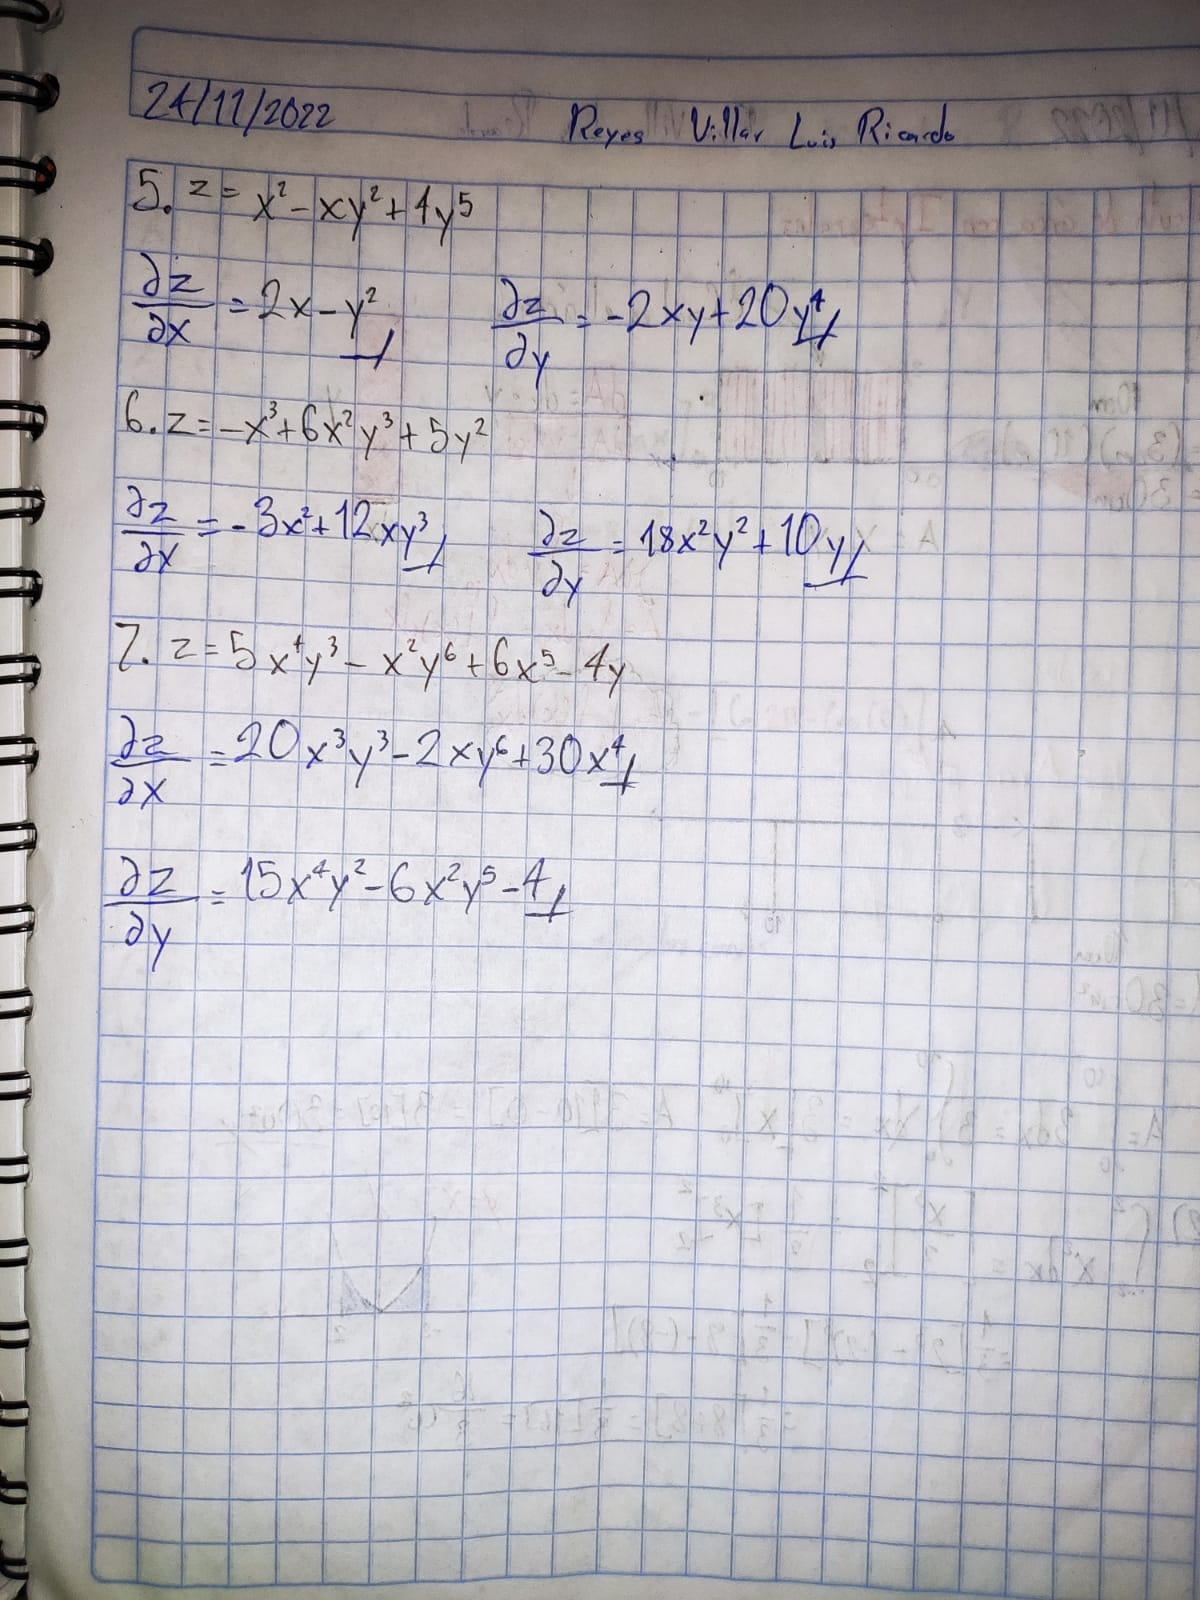 24/11/2022 Reyes Villar Luis Ricardo
5. z = x² - xy² + 4y⁵
∂z/∂x = 2x - y² ∂z/∂y = -2xy + 20y⁴
6. z = -x³ + 6x²y³ + 5y²
∂z/∂x = -3x² + 12xy³ ∂z/∂y = 18x²y² + 10y
7. z = 5x⁴y³ - x²y⁶ + 6x⁵ - 4y
∂z/∂x = 20x³y³ - 2xy⁶ + 30x⁴
∂z/∂y = 15x⁴y² - 6x²y⁵ - 4